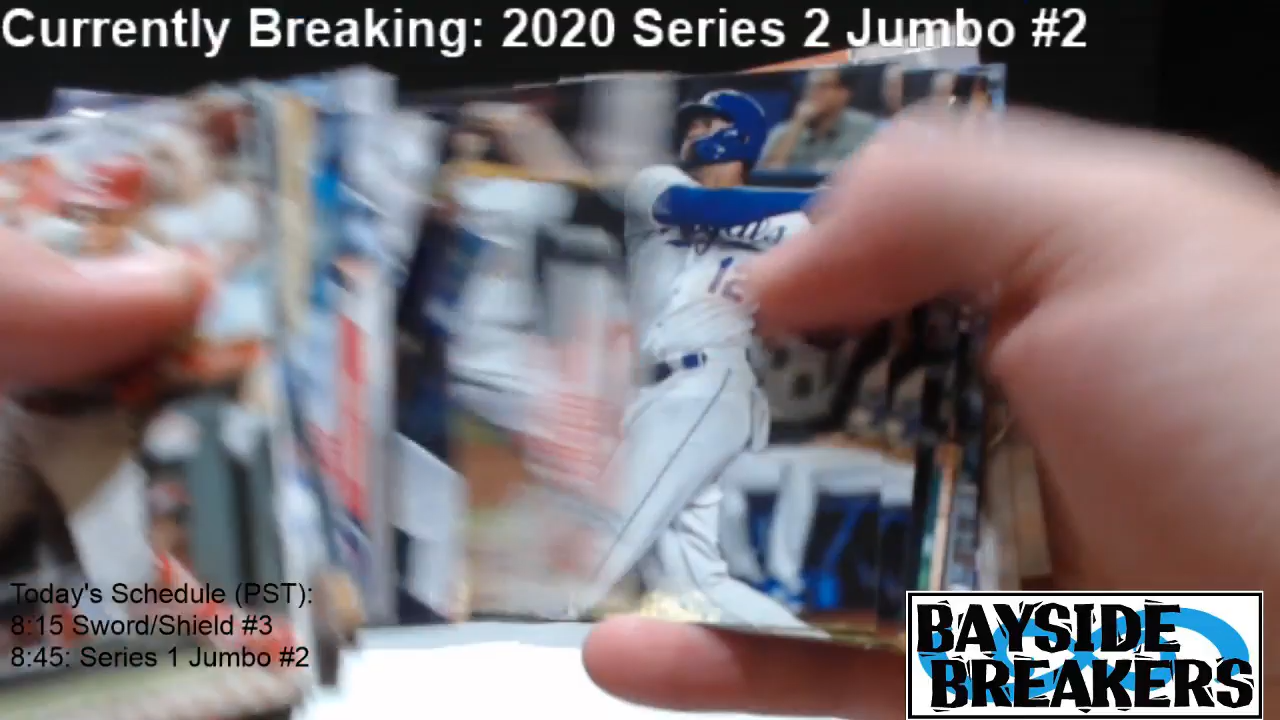 Currently Breaking: 2020 Series 2 Jumbo #2
Today's Schedule (PST):
8:15 Sword/Shield #3
8:45: Series 1 Jumbo #2
BAYSIDE
BREAKERS